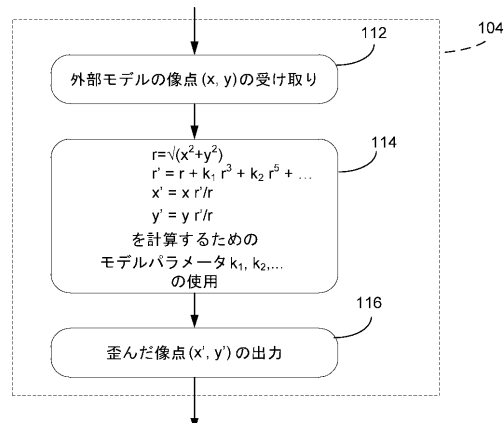 112
104
外部モデルの像点(x, y)の受け取り
114
r=√(x²+y²)
r' = r + k₁ r³ + k₂ r⁵ + …
x' = x r'/r
y' = y r'/r
を計算するための
モデルパラメータk₁, k₂,…
の使用
116
歪んだ像点(x', y')の出力